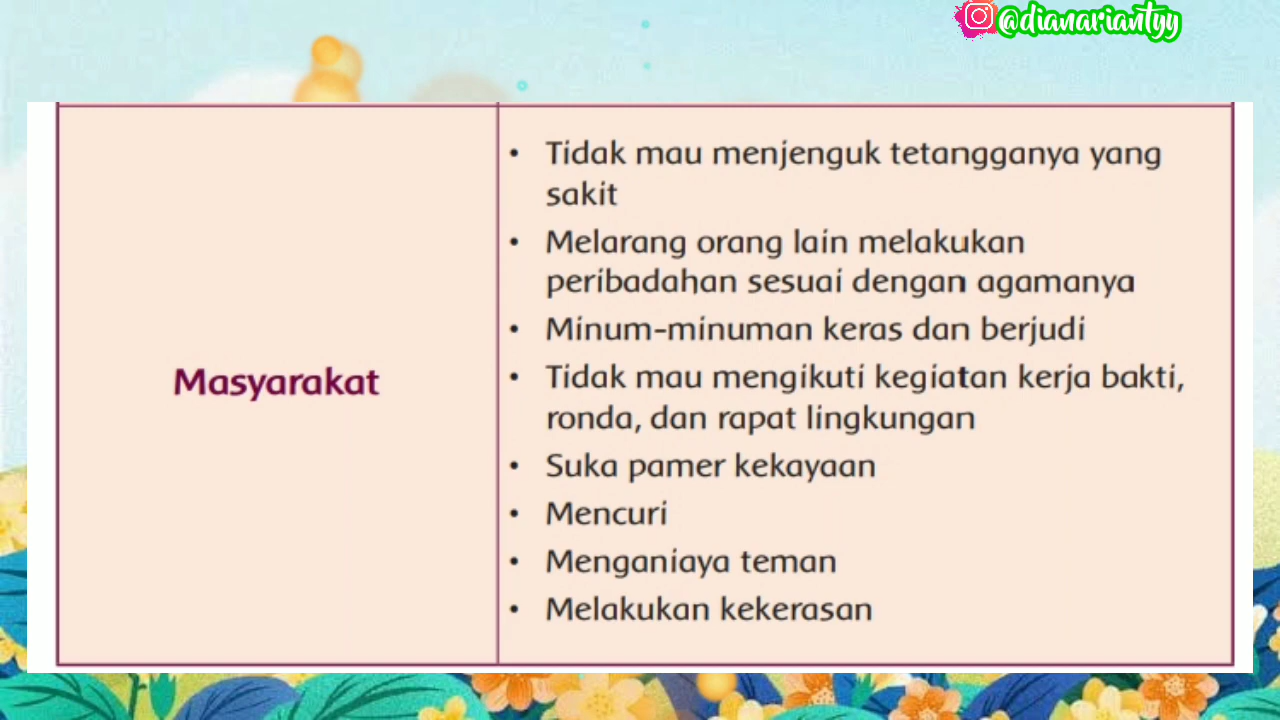 @dianariantyy
Masyarakat
• Tidak mau menjenguk tetangganya yang
sakit
• Melarang orang lain melakukan
peribadahan sesuai dengan agamanya
• Minum-minuman keras dan berjudi
• Tidak mau mengikuti kegiatan kerja bakti,
ronda, dan rapat lingkungan
• Suka pamer kekayaan
• Mencuri
• Menganiaya teman
• Melakukan kekerasan